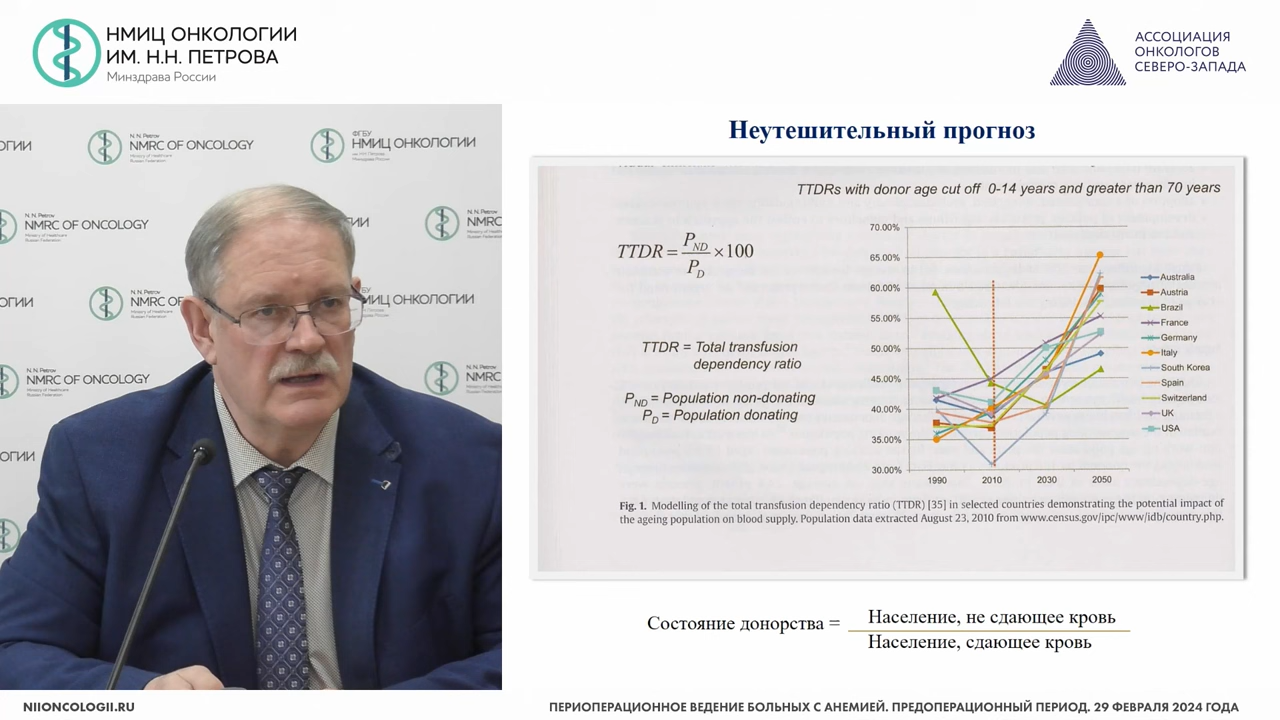 НМИЦ ОНКОЛОГИИ
ИМ. Н.Н. ПЕТРОВА
Минздрава России
АССОЦИАЦИЯ
ОНКОЛОГОВ
СЕВЕРО-ЗАПАДА
N.N. Petrov
NMRC OF ONCOLOGY
ФГБУ
НМИЦ ОНКОЛОГИИ
NMRC OF ONCOLOGY
NMRC OF ONCOLOGY
Неутешительный прогноз
TTDRs with donor age cut off 0-14 years and greater than 70 years
TTDR = P_ND / P_D ×100
TTDR = Total transfusion
dependency ratio
P_ND = Population non-donating
P_D = Population donating
70.00%
65.00%
60.00%
55.00%
50.00%
45.00%
40.00%
35.00%
30.00%
1990 2010 2030 2050
Australia
Austria
Brazil
France
Germany
Italy
South Korea
Spain
Switzerland
UK
USA
Fig. 1. Modelling of the total transfusion dependency ratio (TTDR) [35] in selected countries demonstrating the potential impact of
the ageing population on blood supply. Population data extracted August 23, 2010 from www.census.gov/ipc/www/idb/country.php.
Состояние донорства =
Население, не сдающее кровь
Население, сдающее кровь
NIIONCOLOGII.RU
ПЕРИОПЕРАЦИОННОЕ ВЕДЕНИЕ БОЛЬНЫХ С АНЕМИЕЙ. ПРЕДОПЕРАЦИОННЫЙ ПЕРИОД. 29 ФЕВРАЛЯ 2024 ГОДА